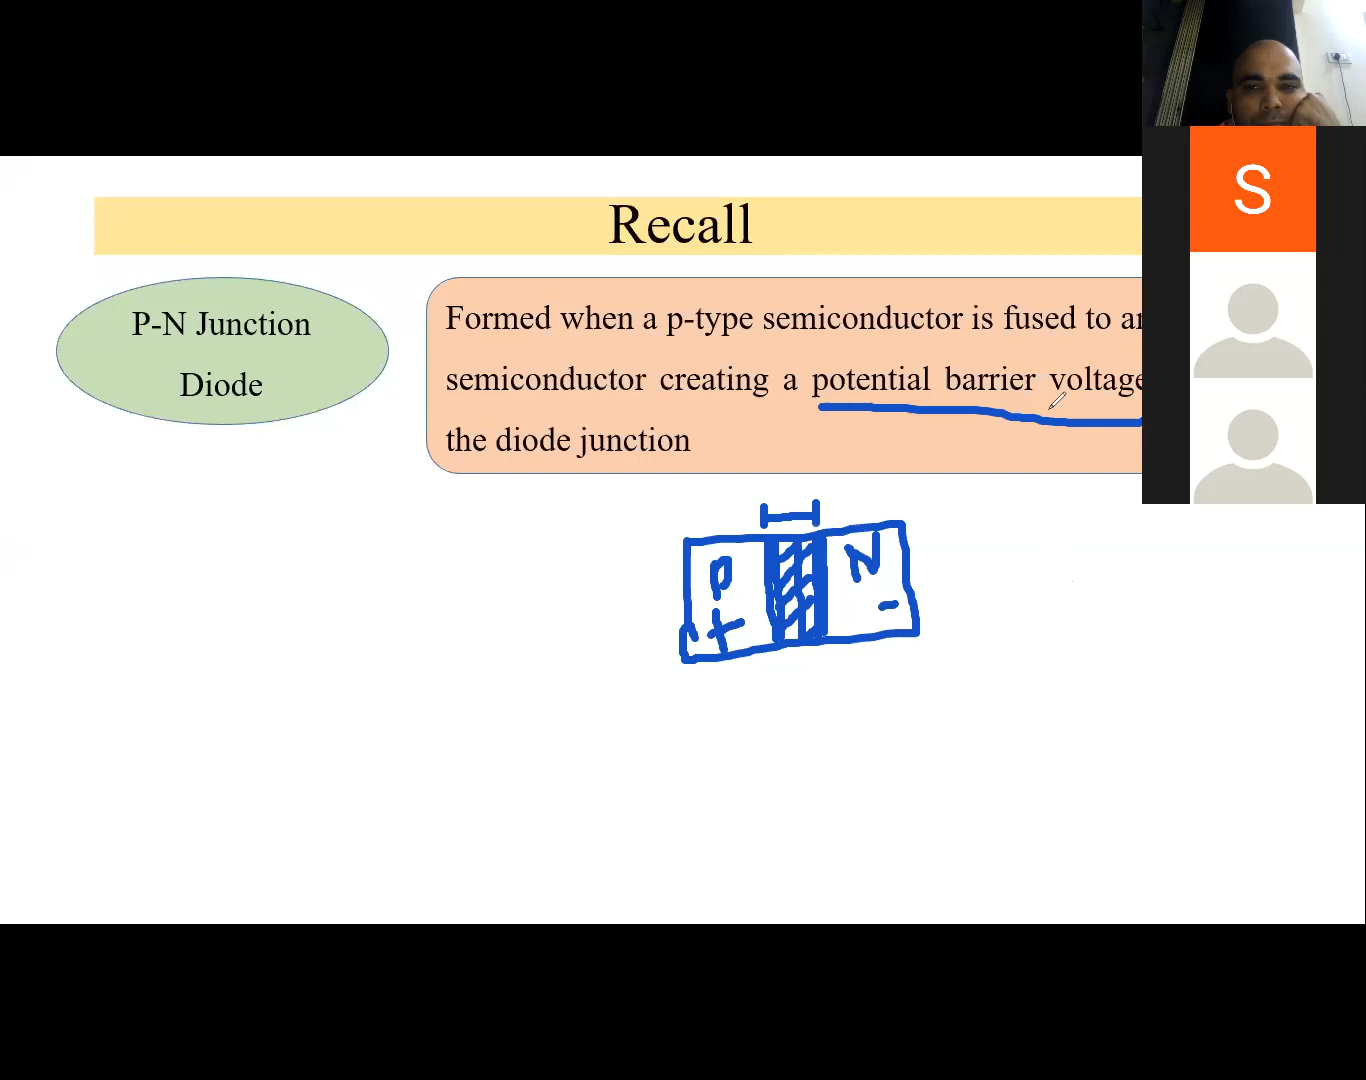 Recall
P-N Junction
Diode
Formed when a p-type semiconductor is fused to
semiconductor creating a potential barrier voltage
the diode junction
P
N
+
-
S